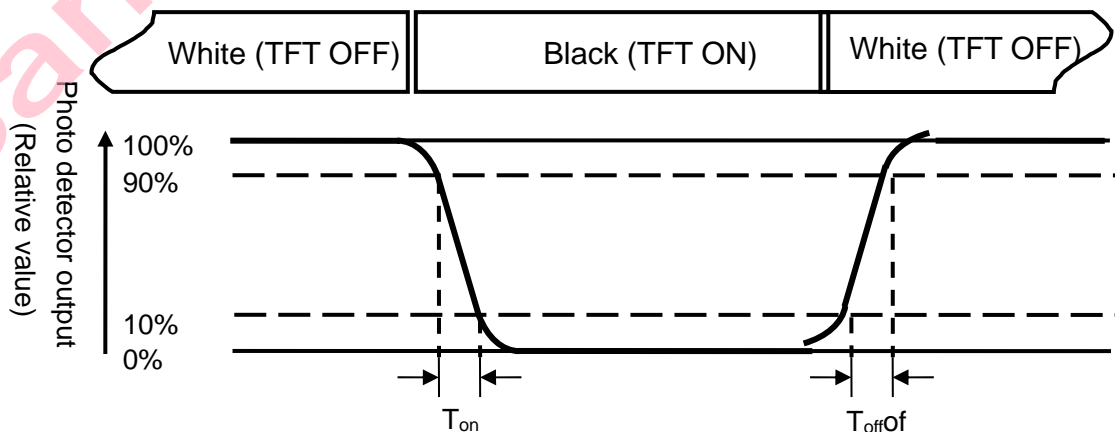 White (TFT OFF)
Black (TFT ON)
White (TFT OFF)
Photo detector output
(Relative value)
100%
90%
10%
0%
Ton
Toffof